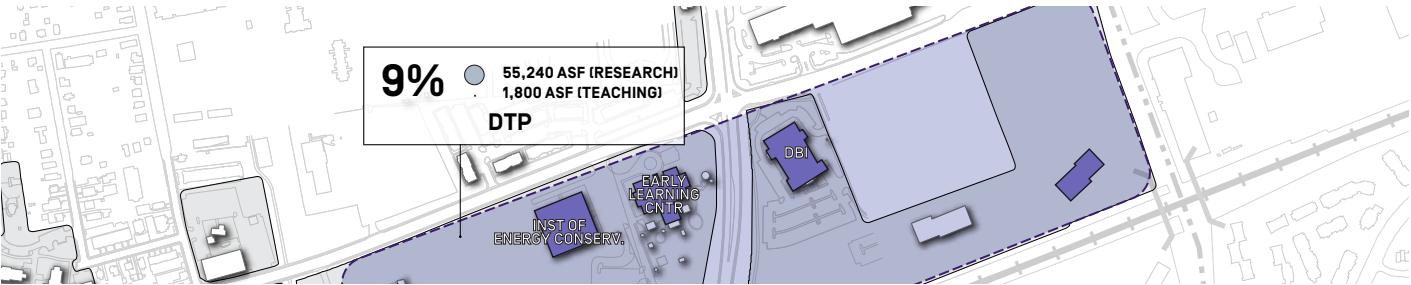 9%
55,240 ASF (RESEARCH)
1,800 ASF (TEACHING)
DTP
DBI
EARLY
LEARNING
CNTR
INST OF
ENERGY CONSERV.